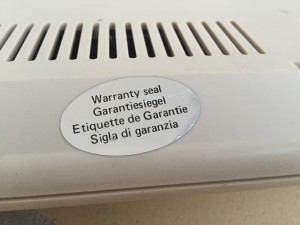 Warranty seal
Garantiesiegel
Etiquette de Garantie
Sigla di garanzia